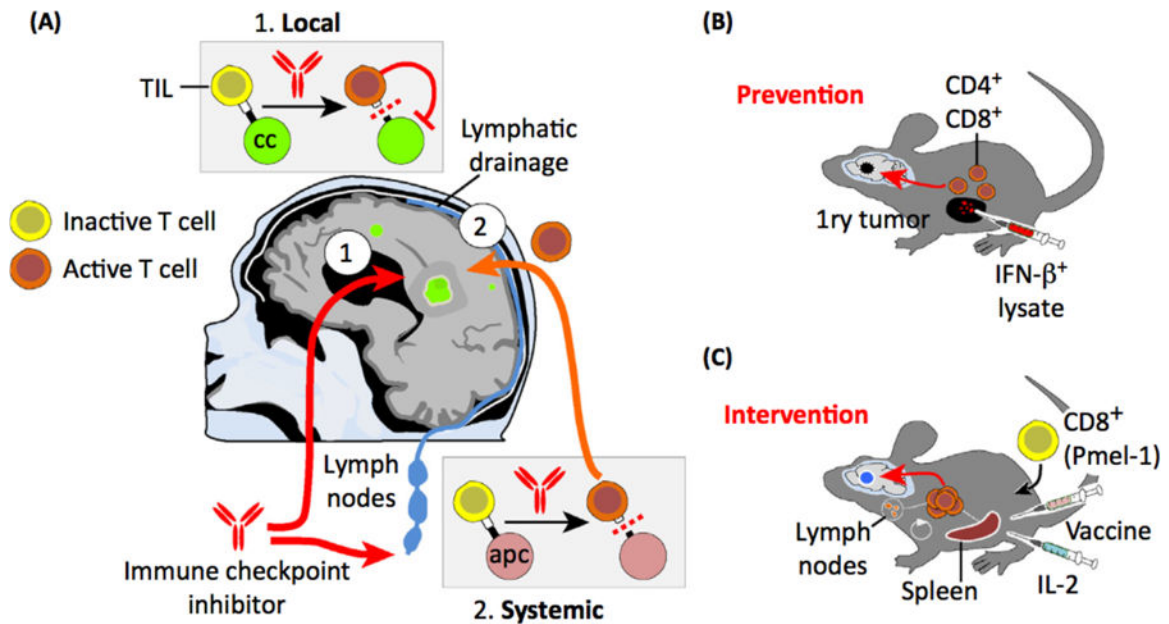 (A)
1. Local
TIL
cc
Lymphatic
drainage
Inactive T cell
Active T cell
1
2
Lymph
nodes
Immune checkpoint
inhibitor
apc
2. Systemic
(B)
Prevention
CD4⁺
CD8⁺
1ry tumor
IFN-β⁺
lysate
(C)
Intervention
CD8⁺
(Pmel-1)
Lymph
nodes
Spleen
Vaccine
IL-2